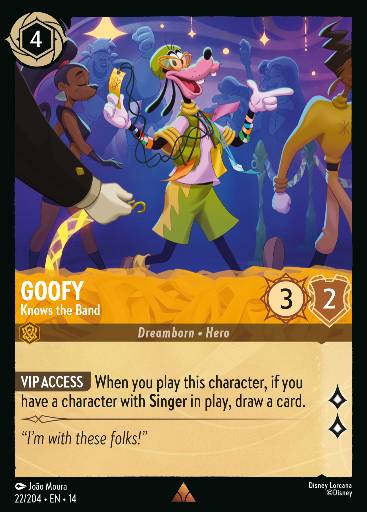 4
GOOFY
Knows the Band
3
2
Dreamborn • Hero
VIP ACCESS When you play this character, if you
have a character with Singer in play, draw a card.
“I’m with these folks!”
João Moura
22/204 • EN • 14
Disney Lorcana
©Disney